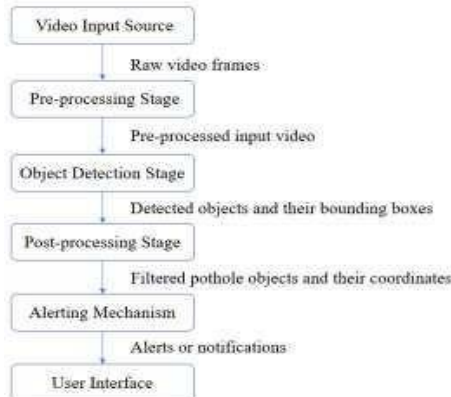 Video Input Source
Raw video frames
Pre-processing Stage
Pre-processed input video
Object Detection Stage
Detected objects and their bounding boxes
Post-processing Stage
Filtered pothole objects and their coordinates
Alerting Mechanism
Alerts or notifications
User Interface